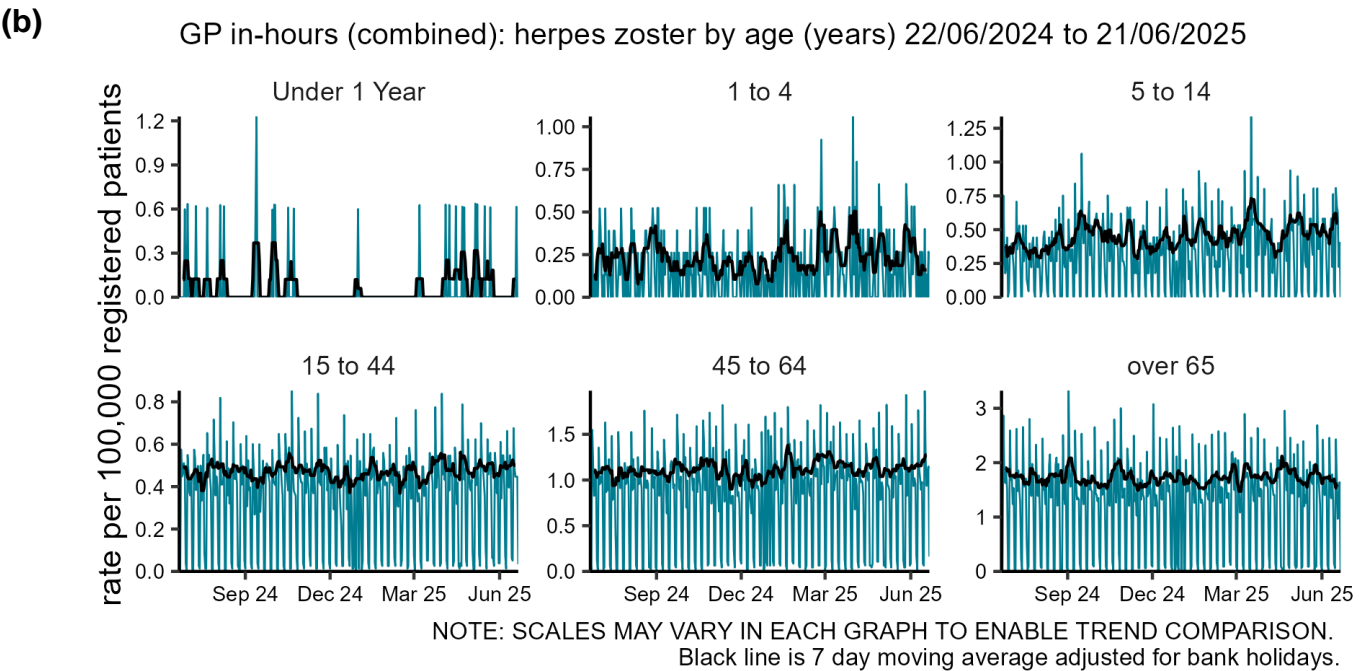 (b)
GP in-hours (combined): herpes zoster by age (years) 22/06/2024 to 21/06/2025
rate per 100,000 registered patients
Under 1 Year
1.2
0.9
0.6
0.3
0.0
1 to 4
1.00
0.75
0.50
0.25
0.00
5 to 14
1.25
1.00
0.75
0.50
0.25
0.00
15 to 44
0.8
0.6
0.4
0.2
0.0
Sep 24 Dec 24 Mar 25 Jun 25
45 to 64
1.5
1.0
0.5
0.0
Sep 24 Dec 24 Mar 25 Jun 25
over 65
3
2
1
0
Sep 24 Dec 24 Mar 25 Jun 25
NOTE: SCALES MAY VARY IN EACH GRAPH TO ENABLE TREND COMPARISON.
Black line is 7 day moving average adjusted for bank holidays.